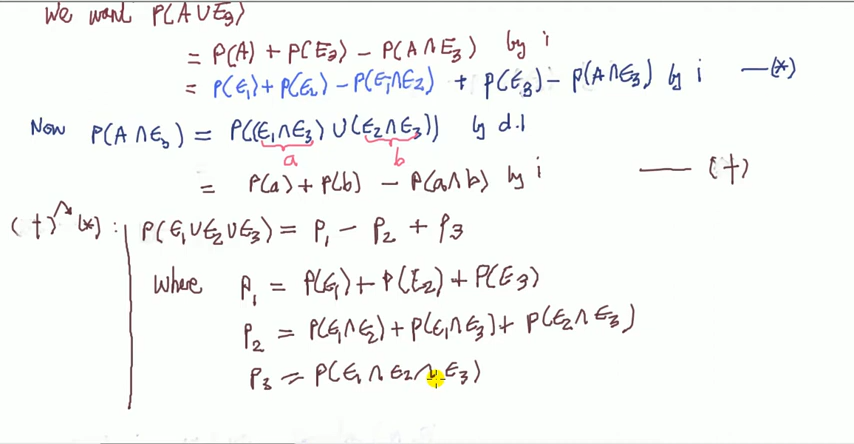 We want P(A∪E₃)
= P(A) + P(E₃) − P(A∩E₃) by i
= P(E₁) + P(E₂) − P(E₁∩E₂) + P(E₃) − P(A∩E₃) by i —(*)
Now P(A∩E₃) = P((E₁∩E₃)∪(E₂∩E₃)) by d.l
a b
= P(a) + P(b) − P(a∩b) by i —— (†)
(†)↷(*) : P(E₁∪E₂∪E₃) = P₁ − P₂ + P₃
where P₁ = P(E₁) + P(E₂) + P(E3)
P₂ = P(E₁∩E₂) + P(E₁∩E₃) + P(E₂∩E₃)
P₃ = P(E₁∩E₂∩E₃)